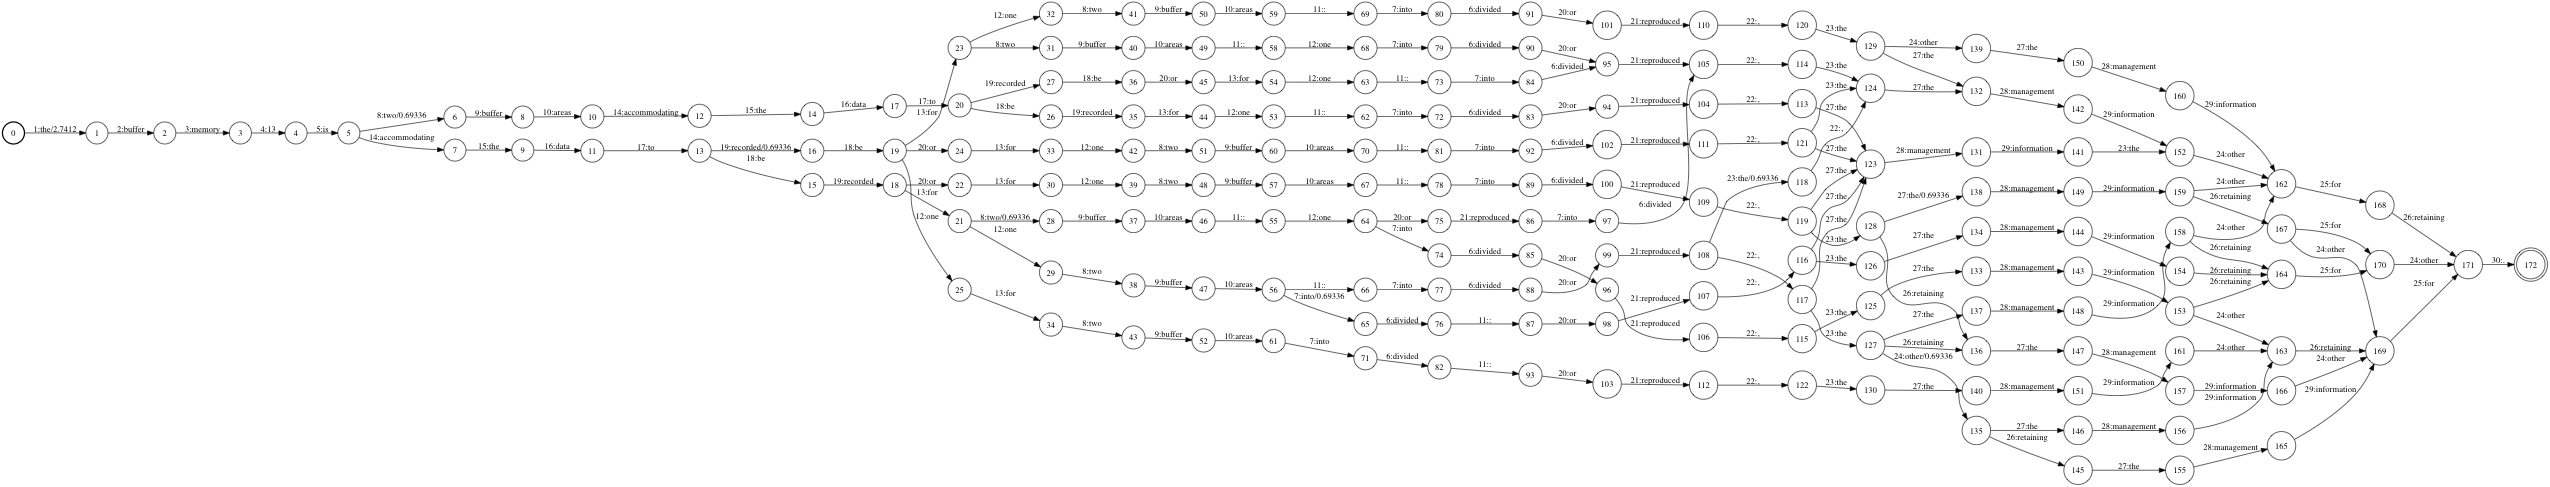 12:one 32 8:two 41 9:buffer 50 10:areas 59 11:: 69 7:into 80 6:divided 91 20:or 101 21:reproduced 110 22:, 120 23:the
23 8:two 31 9:buffer 40 10:areas 49 11:: 58 12:one 68 7:into 79 6:divided 90 20:or 129 24:other 139 27:the 150 28:management
27:the
19:recorded 27 18:be 36 20:or 45 13:for 54 12:one 63 11:: 73 7:into 84 6:divided 95 21:reproduced 105 22:, 114 23:the
8:two/0.69336 6 9:buffer 8 10:areas 10 14:accommodating 12 15:the 14 16:data 17 17:to 20 23:the 124 27:the 132 28:management 142 160 29:information
13:for 18:be 26 19:recorded 35 13:for 44 12:one 53 11:: 62 7:into 72 6:divided 83 20:or 94 21:reproduced 104 22:, 113 27:the 29:information
0 1:the/2.7412 1 2:buffer 2 3:memory 3 4:13 4 5:is 5 22:,
14:accommodating 7 15:the 9 16:data 11 17:to 13 19:recorded/0.69336 16 18:be 19 20:or 24 13:for 33 12:one 42 8:two 51 9:buffer 60 10:areas 70 11:: 81 7:into 92 6:divided 102 21:reproduced 111 22:, 121 27:the 123 28:management 131 29:information 141 23:the 152 24:other
18:be 15 19:recorded 18 20:or 22 13:for 30 12:one 39 8:two 48 9:buffer 57 10:areas 67 11:: 78 7:into 89 6:divided 100 21:reproduced 23:the/0.69336 118 27:the 27:the/0.69336 138 28:management 149 29:information 159 24:other 162 25:for 168
13:for 6:divided 109 22:, 27:the 26:retaining 26:retaining
12:one 21 8:two/0.69336 28 9:buffer 37 10:areas 46 11:: 55 12:one 64 20:or 75 21:reproduced 86 7:into 97 119 27:the 23:the 128 27:the 134 28:management 144 29:information 158 24:other 167 25:for
12:one 7:into 74 6:divided 85 20:or 99 21:reproduced 108 22:, 116 23:the 126 26:retaining 24:other
29 8:two 38 9:buffer 47 10:areas 56 11:: 66 7:into 77 6:divided 88 20:or 96 27:the 133 28:management 143 29:information 154 26:retaining 164 25:for 170 24:other 171 30:. 172
25 13:for 7:into/0.69336 21:reproduced 107 22:, 117 26:retaining 26:retaining 25:for
34 8:two 65 6:divided 76 11:: 87 20:or 98 21:reproduced 23:the 125 27:the 137 28:management 148 29:information 153 24:other
43 9:buffer 52 10:areas 61 7:into 106 22:, 115 23:the 127 26:retaining 136 27:the 147 28:management 161 24:other 163 26:retaining 169
71 6:divided 82 11:: 93 20:or 103 21:reproduced 112 22:, 122 23:the 24:other/0.69336 24:other
130 27:the 140 28:management 151 29:information 157 29:information 166 29:information
29:information
135 27:the 146 28:management 156
26:retaining 28:management 165
145 27:the 155